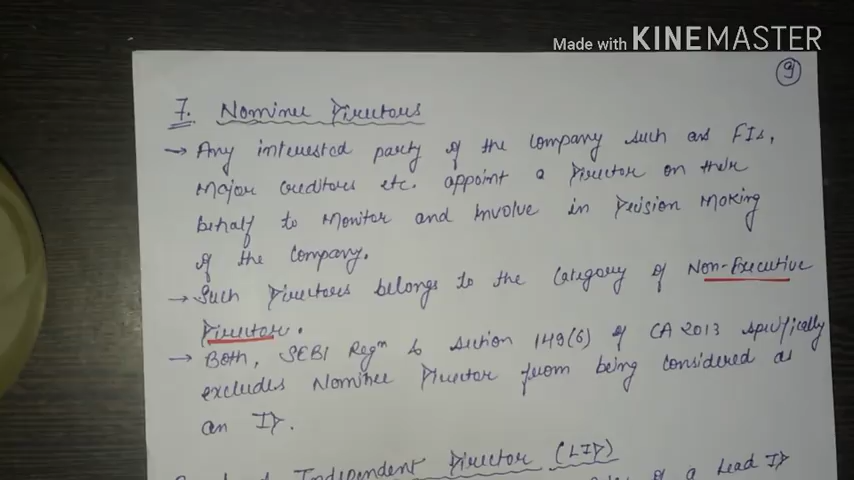 Made with KINEMASTER
9
7. Nominee Directors
→ Any interested party of the company such as FIs,
Major creditors etc. appoint a Director on their
behalf to Monitor and Involve in Decision Making
of the Company.
→ Such Directors belongs to the Category of Non-Executive
Director.
→ Both, SEBI Regn & section 149(6) of CA 2013 specifically
excludes Nominee Director from being considered as
an ID.
Independent Director (LID)
of a Lead ID